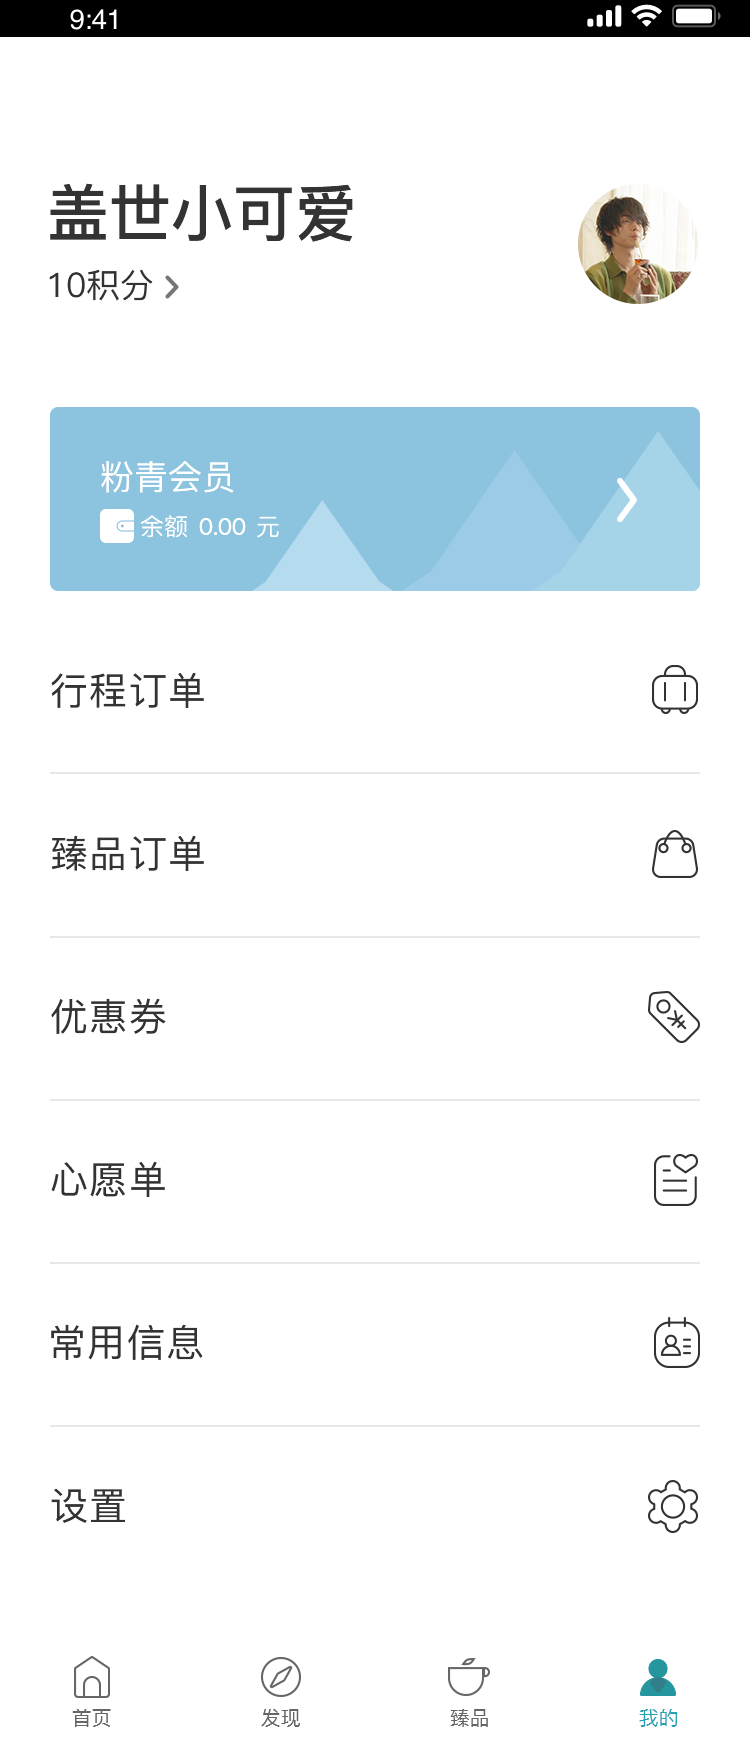 9:41
盖世小可爱
10积分
粉青会员
余额 0.00 元
行程订单
臻品订单
优惠券
心愿单
常用信息
设置
首页
发现
臻品
我的